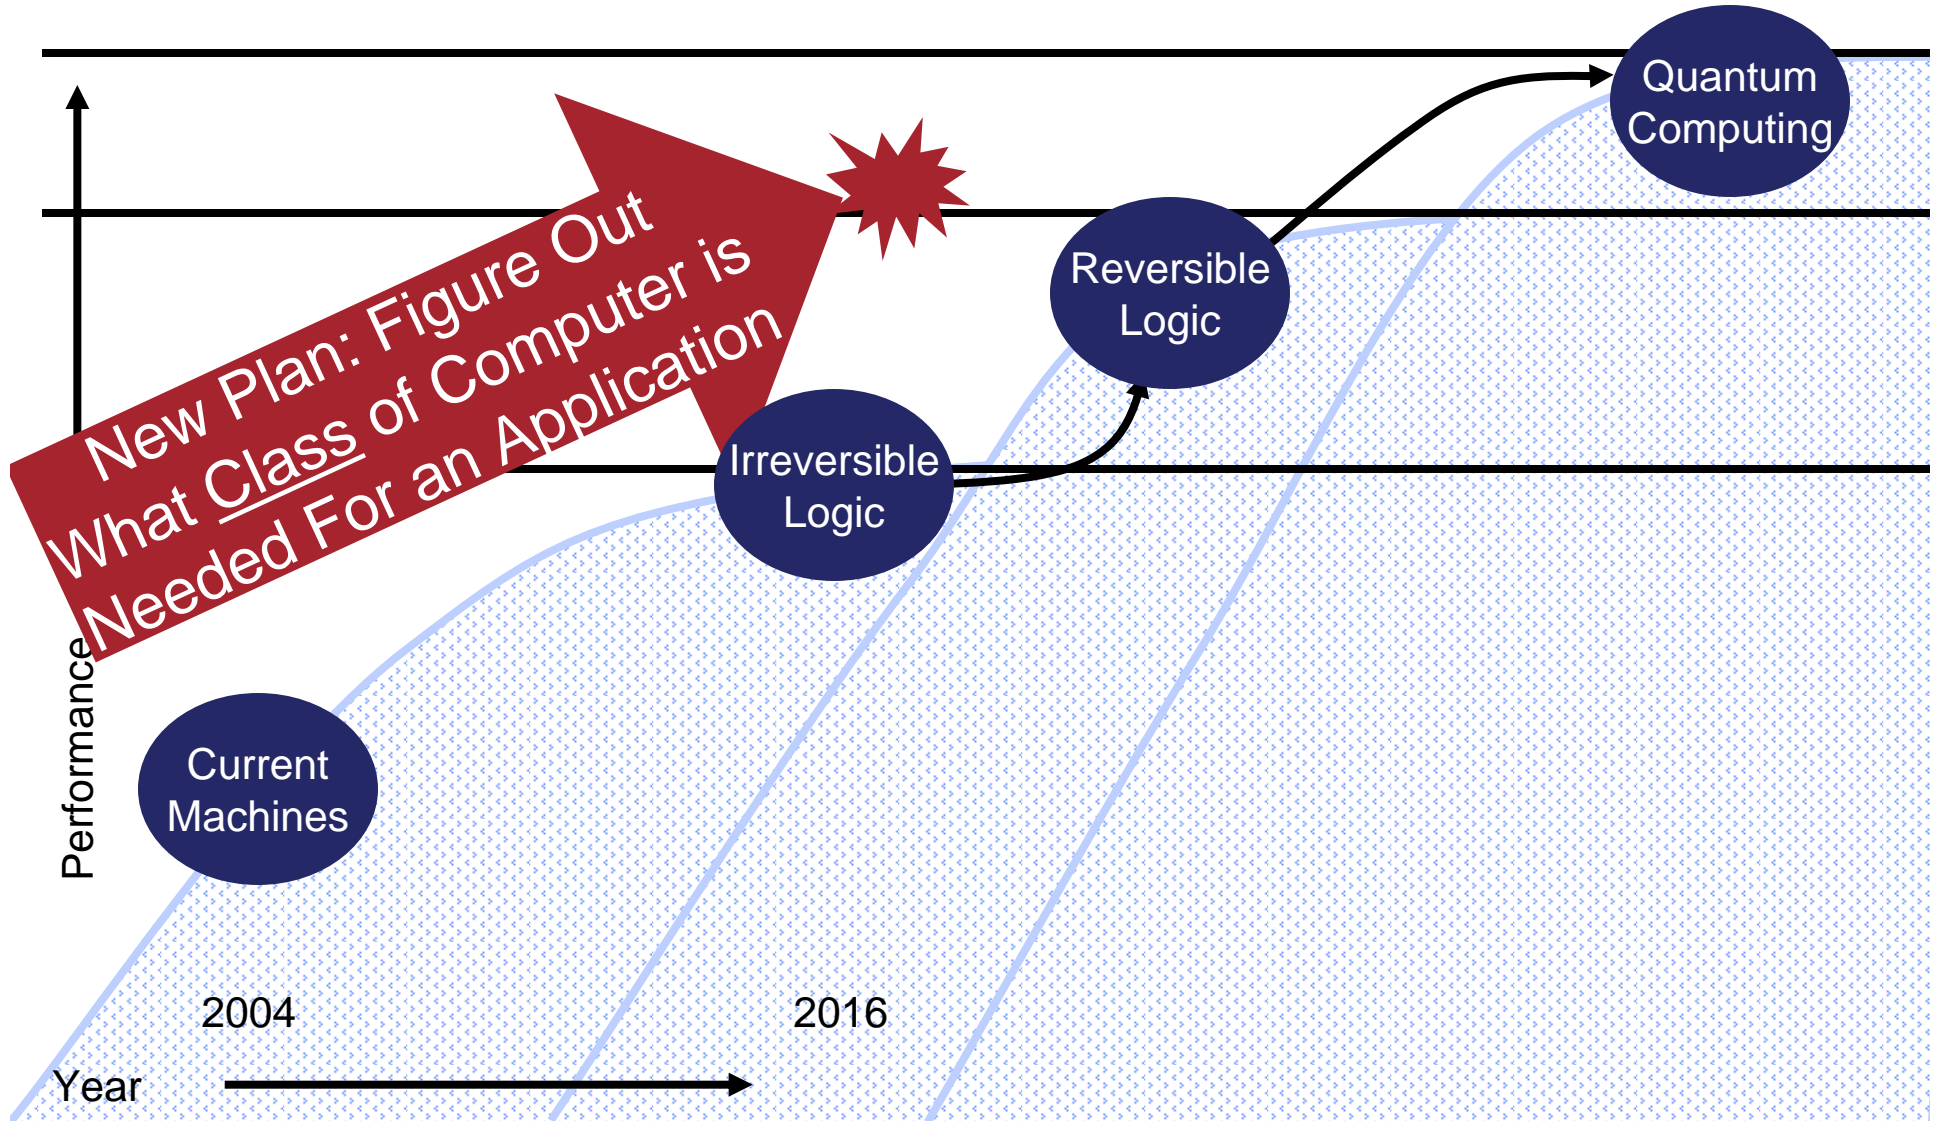 Quantum
Computing
New Plan: Figure Out
What Class of Computer is
Needed For an Application
Reversible
Logic
Irreversible
Logic
Performance
Current
Machines
2004
2016
Year